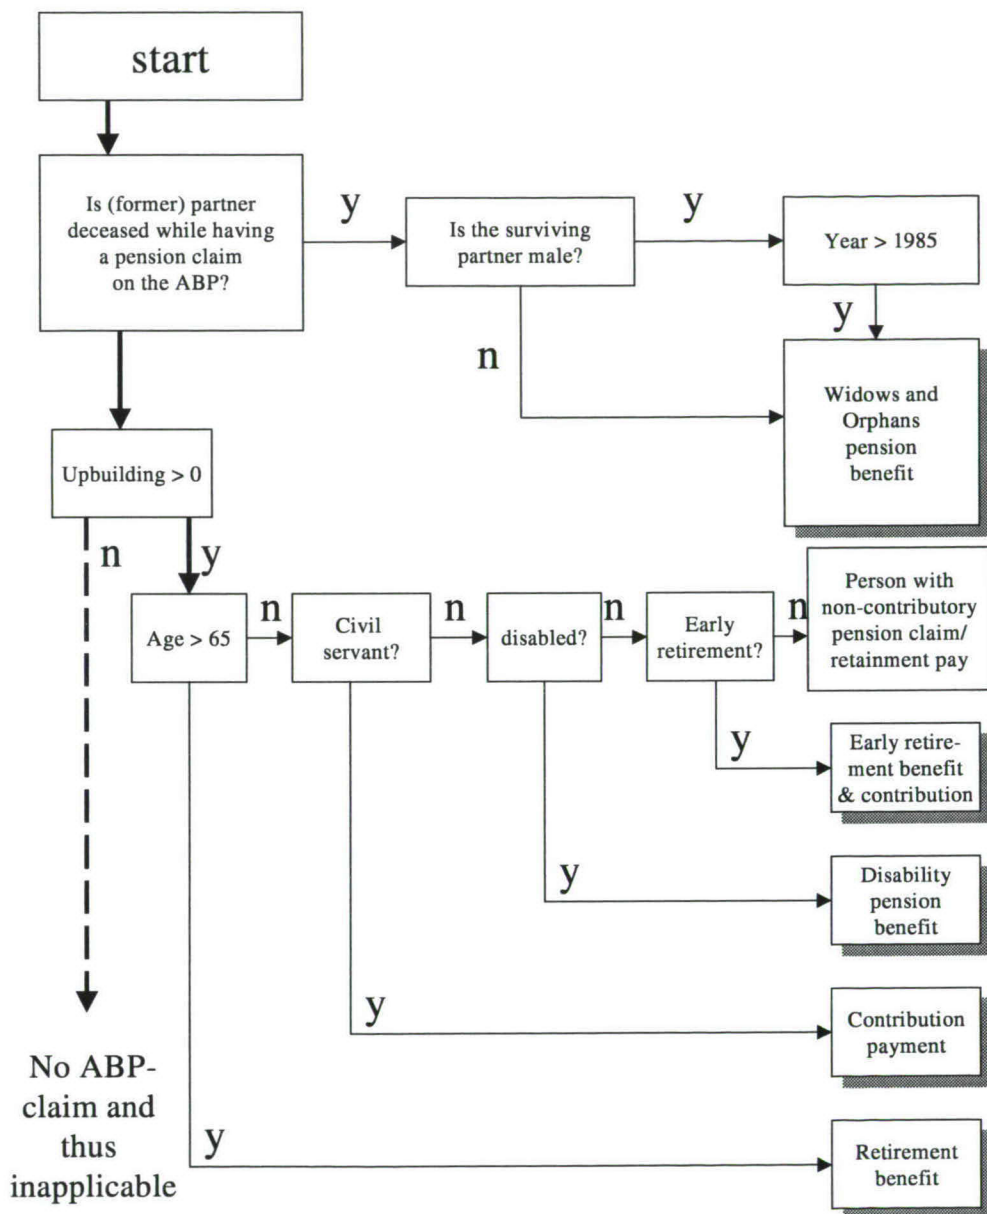 start
Is (former) partner
deceased while having
a pension claim
on the ABP?
y
Is the surviving
partner male?
y
Year > 1985
y
n
Widows and
Orphans
pension
benefit
Upbuilding > 0
n
y
Age > 65
n
Civil
servant?
n
disabled?
n
Early
retirement?
n
Person with
non-contributory
pension claim/
retainment pay
y
Early retire-
ment benefit
& contribution
y
Disability
pension
benefit
y
Contribution
payment
y
Retirement
benefit
No ABP-
claim and
thus
inapplicable